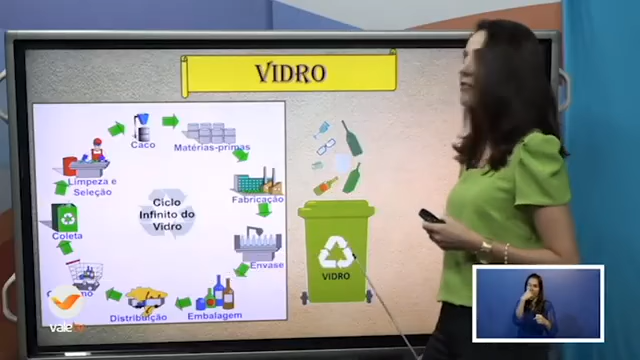 VIDRO
Caco
Matérias-primas
Limpeza e
Seleção
Ciclo
Infinito do
Vidro
Fabricação
Coleta
Envase
Distribuição
Embalagem
VIDRO
vale